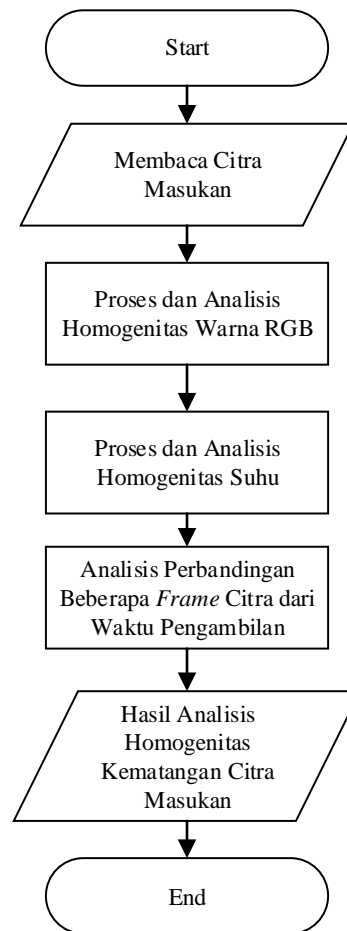 Start
Membaca Citra
Masukan
Proses dan Analisis
Homogenitas Warna RGB
Proses dan Analisis
Homogenitas Suhu
Analisis Perbandingan
Beberapa Frame Citra dari
Waktu Pengambilan
Hasil Analisis
Homogenitas
Kematangan Citra
Masukan
End